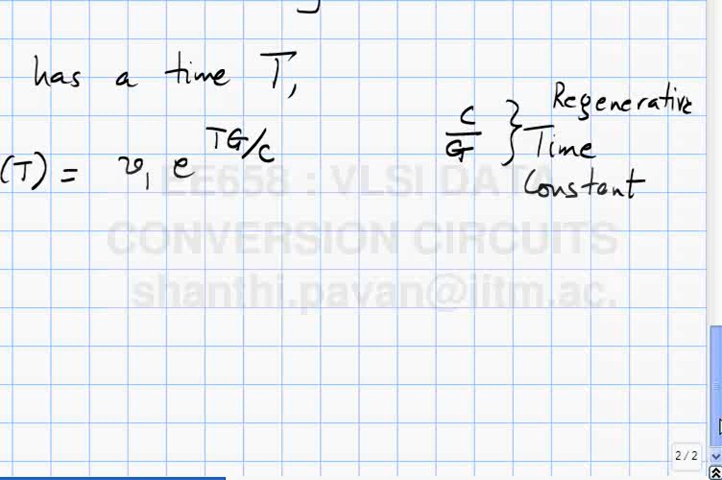 has a time T,
(T) = v₁ e^{TG/C}
C/G } Regenerative
Time
Constant
EE658 : VLSI DATA
CONVERSION CIRCUITS
shanthi.pavan@iitm.ac.
2 / 2